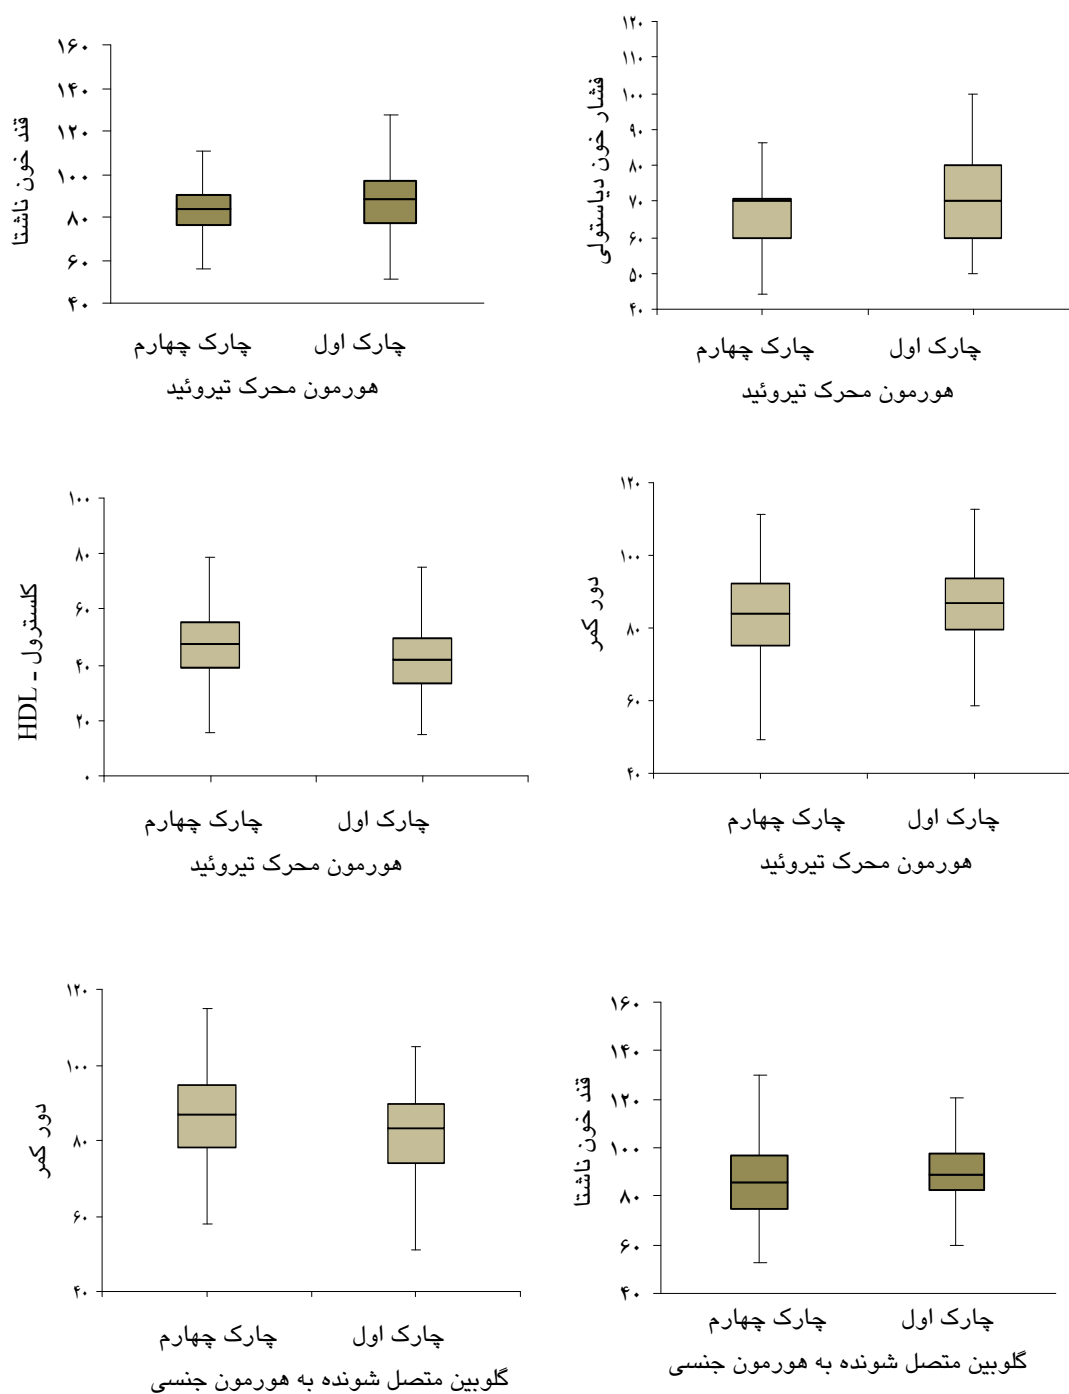 ۱۶۰
۱۴۰
۱۲۰
۱۰۰
۸۰
۶۰
۴۰
قند خون ناشتا
چارک چهارم
چارک اول
هورمون محرک تیروئید
۱۲۰
۱۱۰
۱۰۰
۹۰
۸۰
۷۰
۶۰
۵۰
۴۰
فشار خون دیاستولی
چارک چهارم
چارک اول
هورمون محرک تیروئید
۱۰۰
۸۰
۶۰
۴۰
۲۰
۰
کلسترول - HDL
چارک چهارم
چارک اول
هورمون محرک تیروئید
۱۲۰
۱۰۰
۸۰
۶۰
۴۰
دور کمر
چارک چهارم
چارک اول
هورمون محرک تیروئید
۱۲۰
۱۰۰
۸۰
۶۰
۴۰
دور کمر
چارک چهارم
چارک اول
گلوبین متصل شونده به هورمون جنسی
۱۶۰
۱۴۰
۱۲۰
۱۰۰
۸۰
۶۰
۴۰
قند خون ناشتا
چارک چهارم
چارک اول
گلوبین متصل شونده به هورمون جنسی